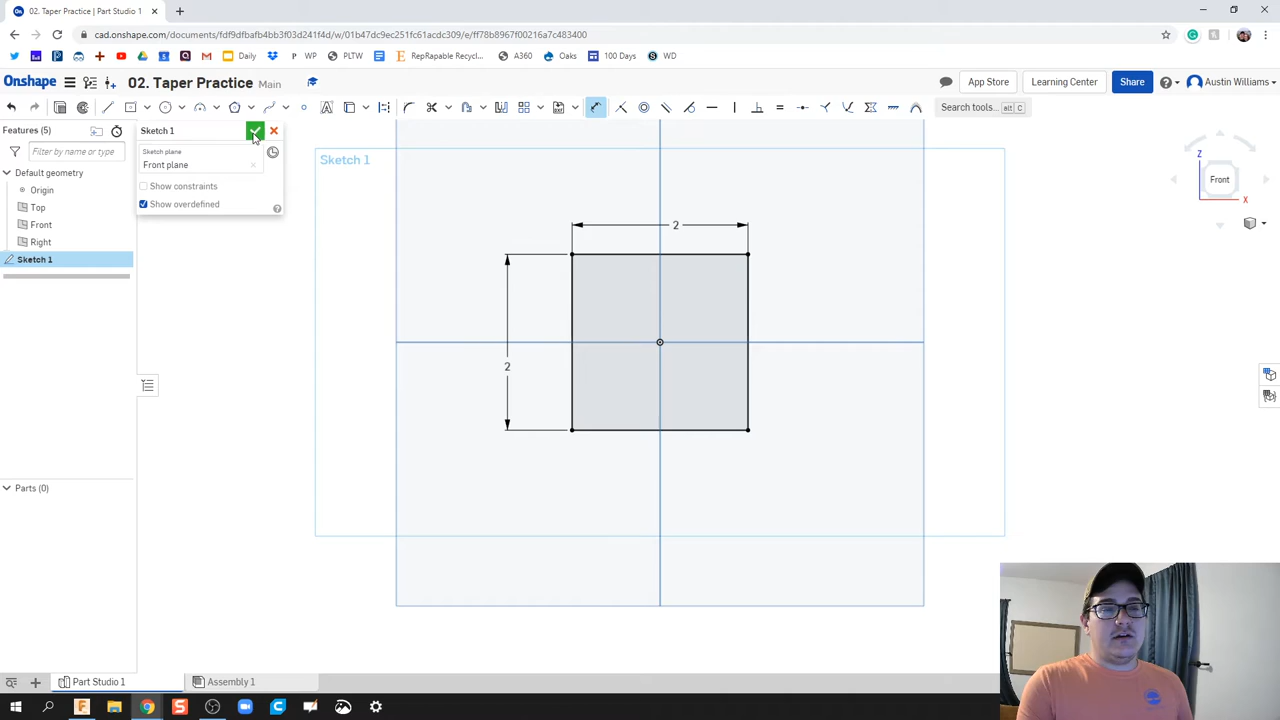 02. Taper Practice | Part Studio 1
cad.onshape.com/documents/fdf9dfbafb4bb3f03d241f4d/w/01b47dc9ec251fc61acdc309/e/ff78b8967f00216a7c483400
Daily
WP
PLTW
RepRapable Recycl...
A360
Oaks
100 Days
WD
Onshape
02. Taper Practice Main
App Store
Learning Center
Share
Austin Williams
Search tools... alt C
Features (5)
Filter by name or type
Default geometry
Origin
Top
Front
Right
Sketch 1
Parts (0)
Sketch 1
Sketch plane
Front plane
Show constraints
Show overdefined
Sketch 1
2
2
Z
Front
X
Part Studio 1
Assembly 1